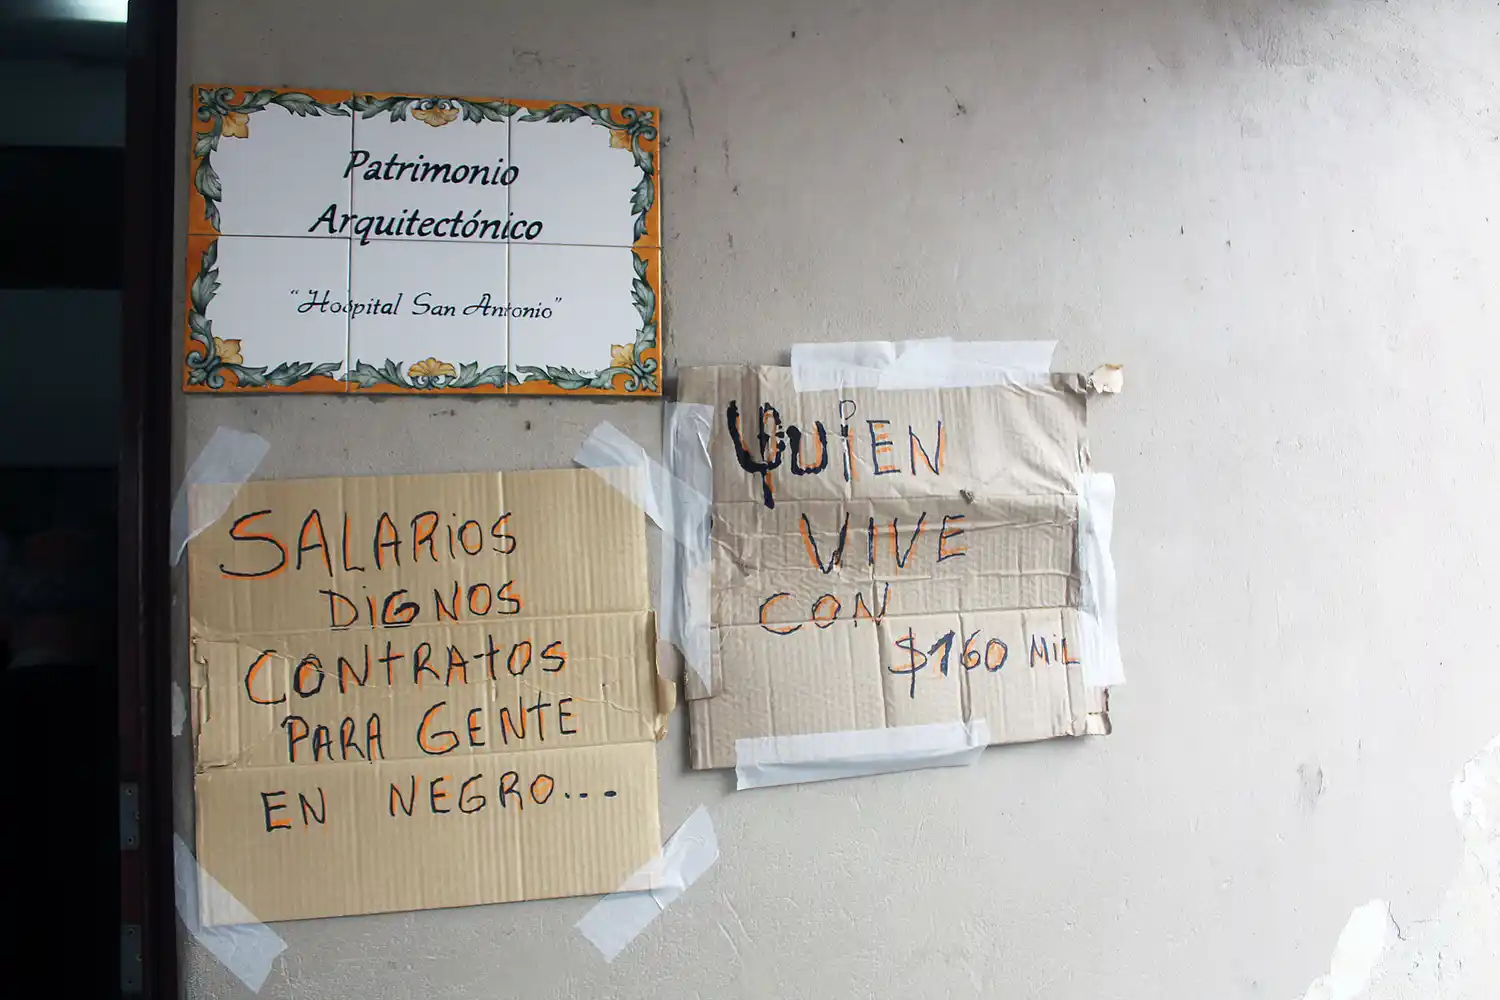 Patrimonio
Arquitectónico
“Hospital San Antonio”
SALARiOS
DiGNOS
CONtRAtOS
PARA GENtE
EN NEGRO...
QUiEN
VIVE
CON
$160 MiL